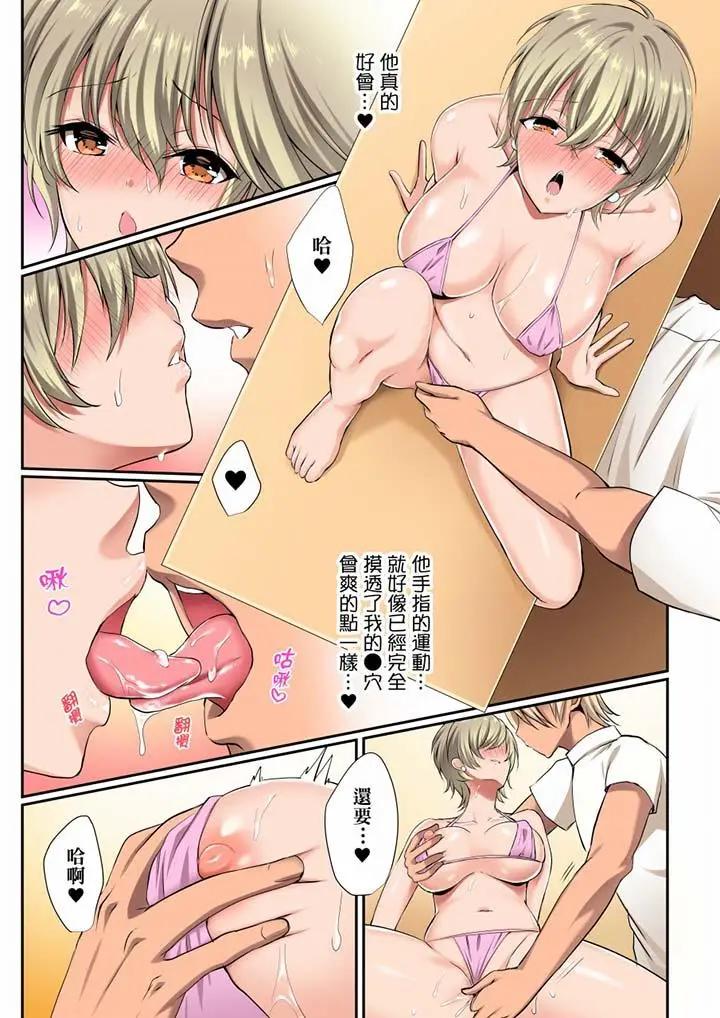 他真的
好會…♥
哈
♥
♥
他手指的運動…
就好像已經完全
摸透了我的●穴
會爽的點一樣…♥
啾♡
咕啾♡
翻攪
翻攪
還要…
♥
哈啊
♥